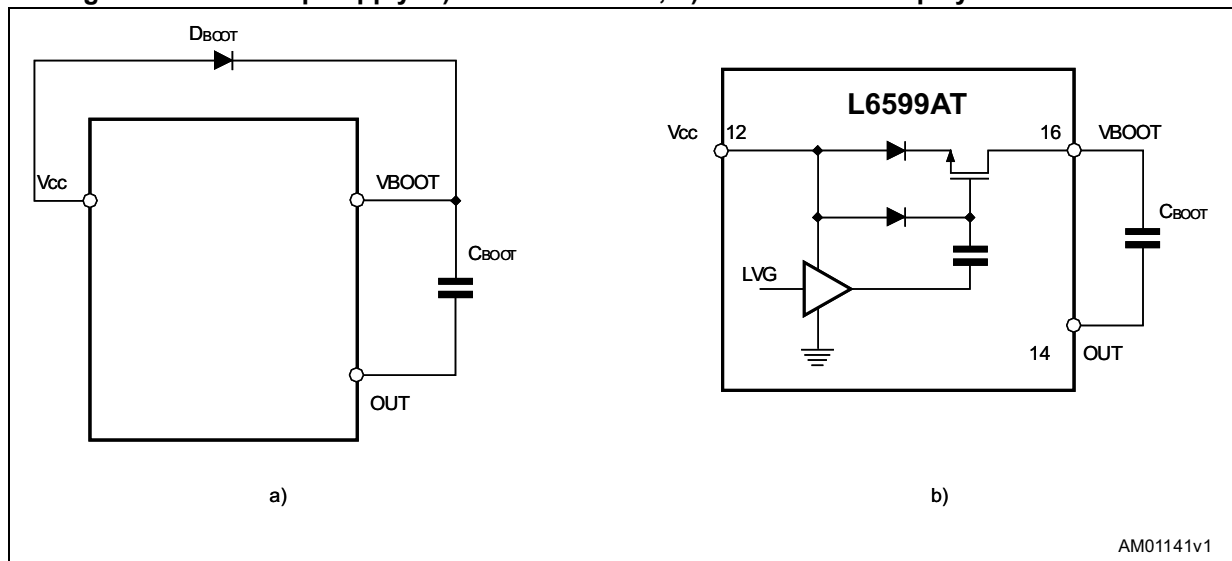 DBOOT
Vcc
VBOOT
CBOOT
OUT
a)
L6599AT
Vcc
12
16
VBOOT
CBOOT
LVG
14
OUT
b)
AM01141v1